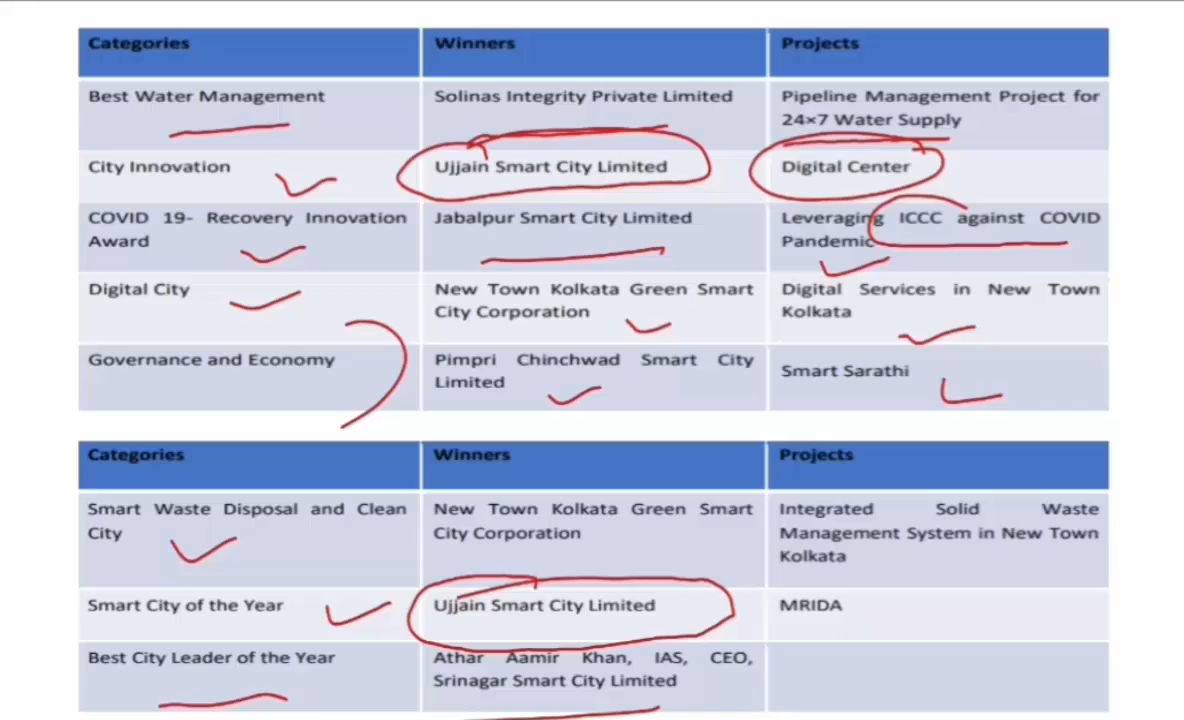 Categories Winners Projects
Best Water Management Solinas Integrity Private Limited Pipeline Management Project for
24×7 Water Supply
City Innovation Ujjain Smart City Limited Digital Center
COVID 19- Recovery Innovation Jabalpur Smart City Limited Leveraging ICCC against COVID
Award Pandemic
Digital City New Town Kolkata Green Smart Digital Services in New Town
City Corporation Kolkata
Governance and Economy Pimpri Chinchwad Smart City
Limited Smart Sarathi
Categories Winners Projects
Smart Waste Disposal and Clean New Town Kolkata Green Smart Integrated Solid Waste
City City Corporation Management System in New Town
Kolkata
Smart City of the Year Ujjain Smart City Limited MRIDA
Best City Leader of the Year Athar Aamir Khan, IAS, CEO,
Srinagar Smart City Limited